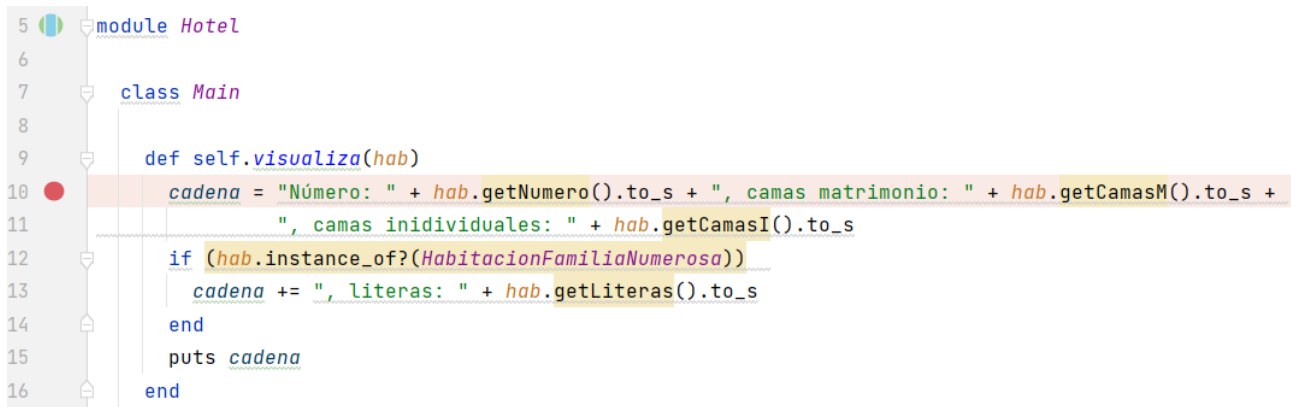 5 module Hotel
6
7 class Main
8
9 def self.visualiza(hab)
10 cadena = "Número: " + hab.getNumero().to_s + ", camas matrimonio: " + hab.getCamasM().to_s +
11 ", camas inidividuales: " + hab.getCamasI().to_s
12 if (hab.instance_of?(HabitacionFamiliaNumerosa))
13 cadena += ", literas: " + hab.getLiteras().to_s
14 end
15 puts cadena
16 end